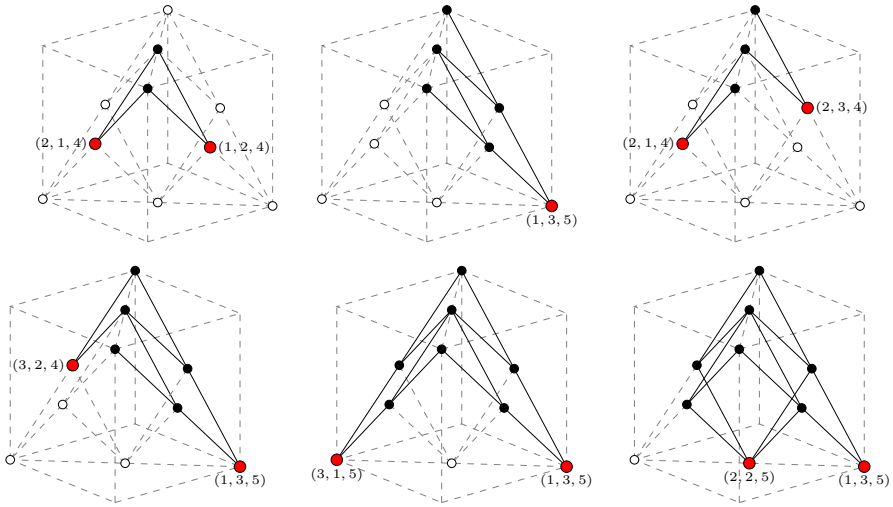 (2, 1, 4)
(1, 2, 4)
(1, 3, 5)
(2, 1, 4)
(2, 3, 4)
(3, 2, 4)
(1, 3, 5)
(3, 1, 5)
(1, 3, 5)
(2, 2, 5)
(1, 3, 5)